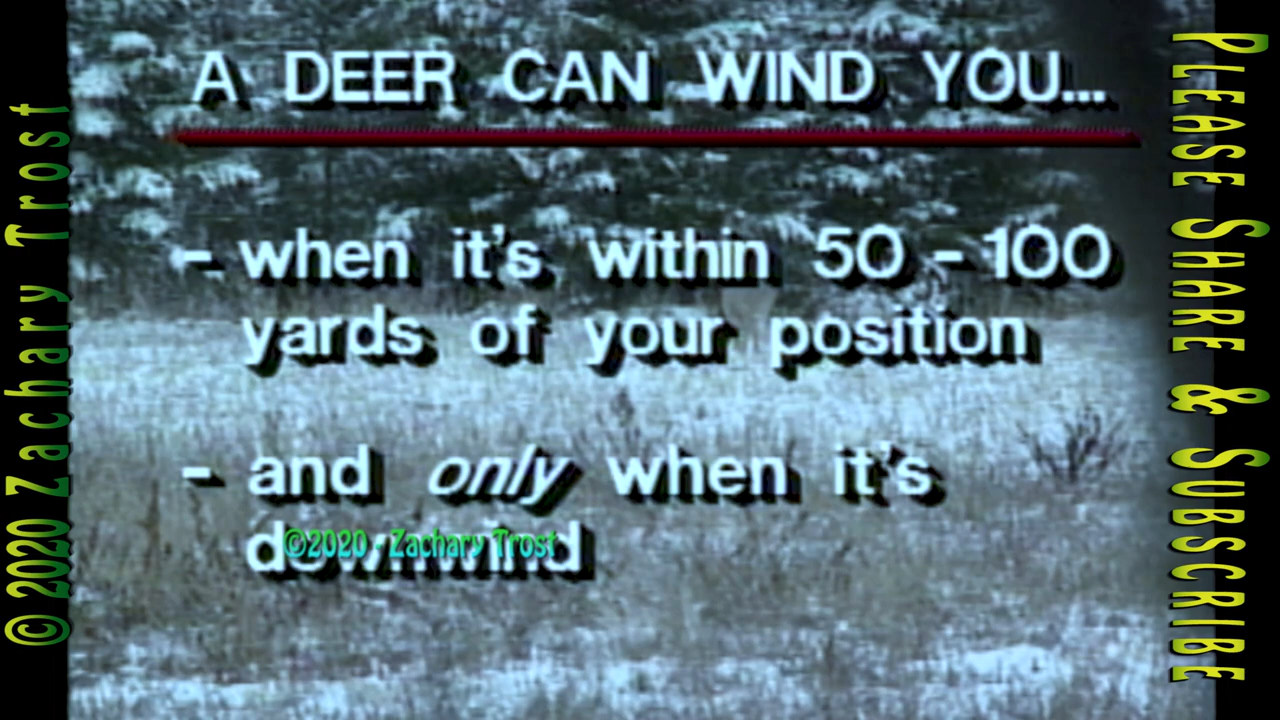 A DEER CAN WIND YOU...
- when it's within 50 - 100
yards of your position
- and only when it's
downwind
©2020 - Zachary Trost
© 2020 Zachary Trost
PLEASE SHARE & SUBSCRIBE